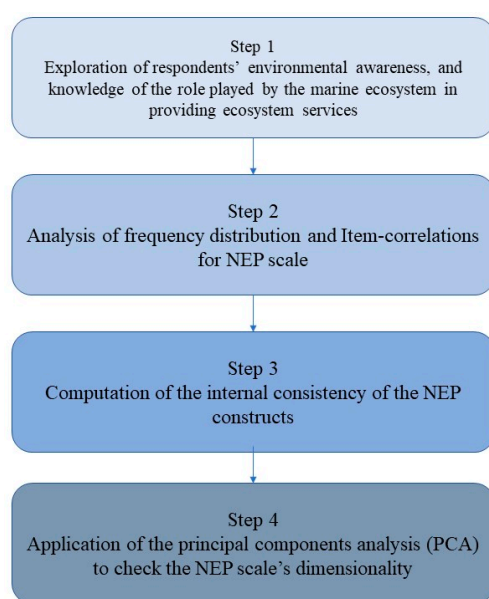 Step 1
Exploration of respondents’ environmental awareness, and
knowledge of the role played by the marine ecosystem in
providing ecosystem services
Step 2
Analysis of frequency distribution and Item-correlations
for NEP scale
Step 3
Computation of the internal consistency of the NEP
constructs
Step 4
Application of the principal components analysis (PCA)
to check the NEP scale’s dimensionality